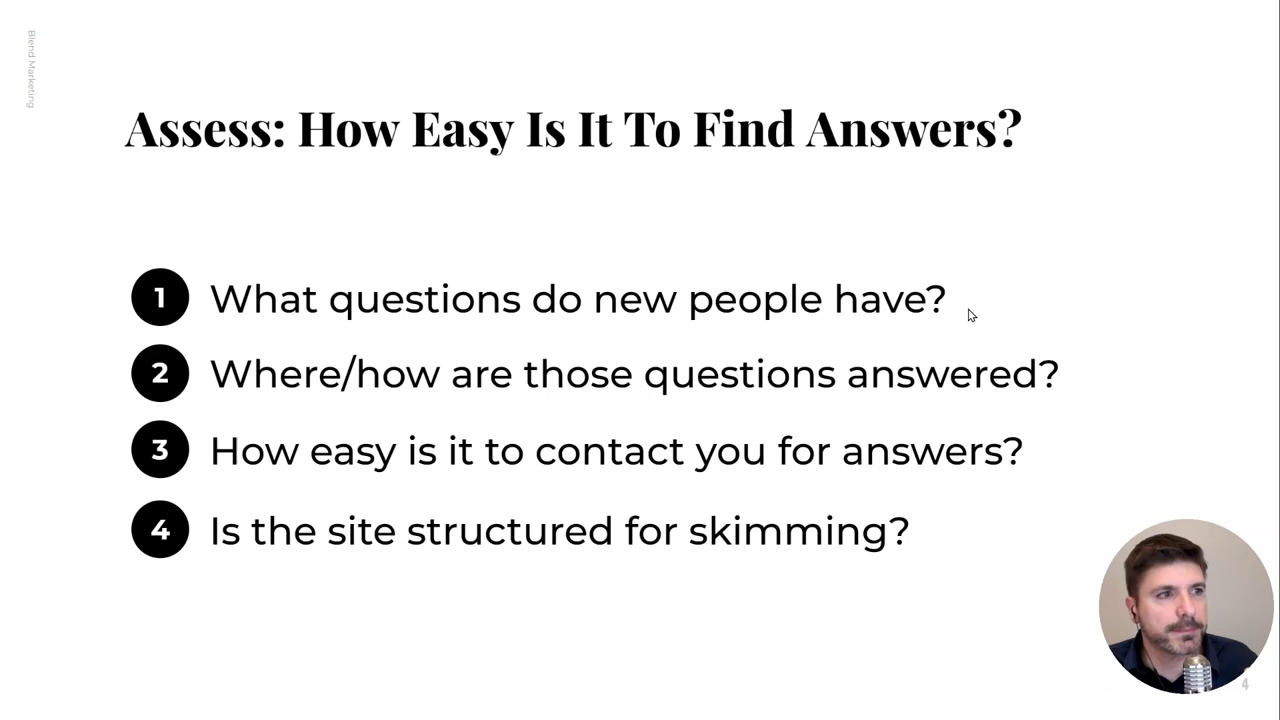 Blend Marketing
Assess: How Easy Is It To Find Answers?
1 What questions do new people have?
2 Where/how are those questions answered?
3 How easy is it to contact you for answers?
4 Is the site structured for skimming?
4